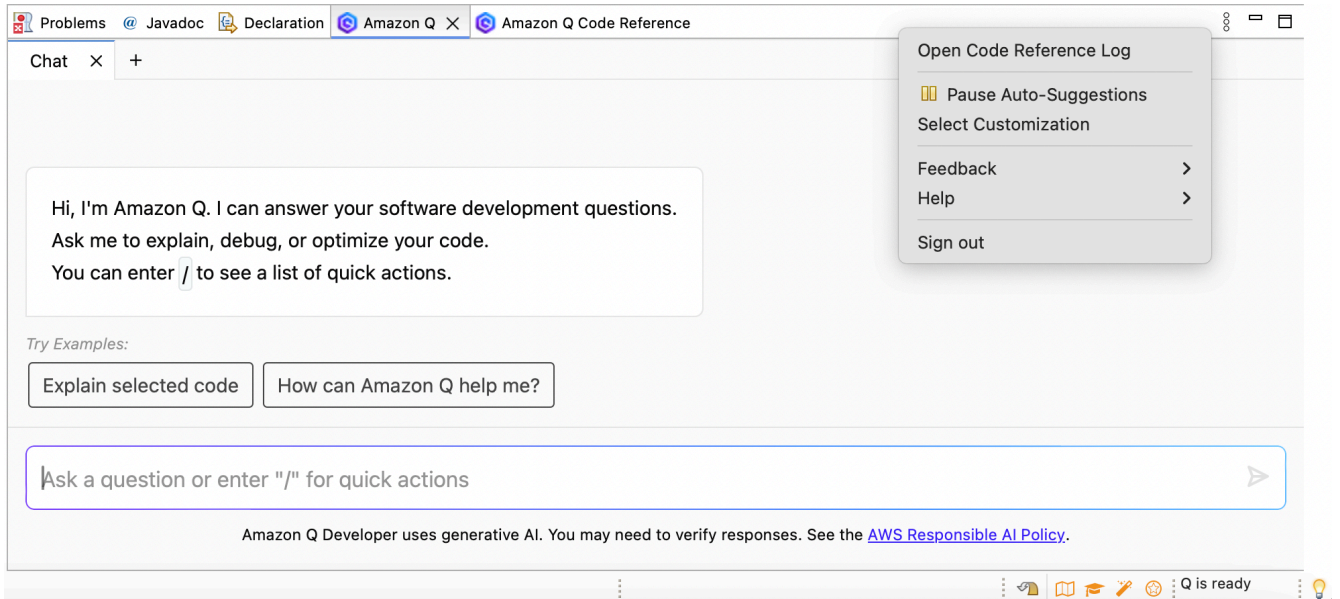 Problems @ Javadoc Declaration Amazon Q Amazon Q Code Reference
Chat
Open Code Reference Log
Pause Auto-Suggestions
Select Customization
Feedback
Help
Sign out
Hi, I'm Amazon Q. I can answer your software development questions.
Ask me to explain, debug, or optimize your code.
You can enter / to see a list of quick actions.
Try Examples:
Explain selected code How can Amazon Q help me?
Ask a question or enter "/" for quick actions
Amazon Q Developer uses generative AI. You may need to verify responses. See the AWS Responsible AI Policy.
Q is ready